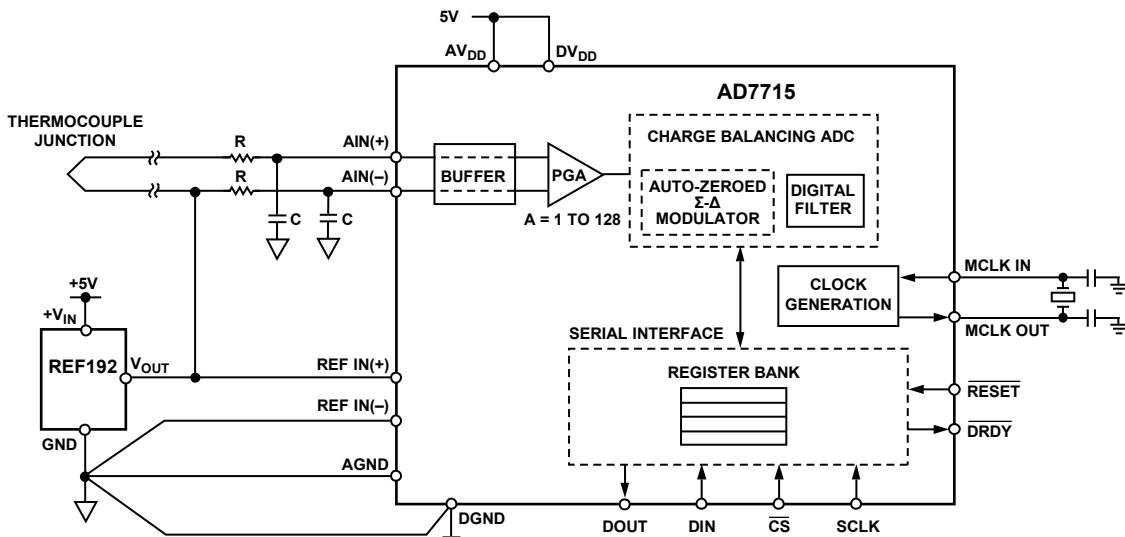 5V
AVDD
DVDD
AD7715
THERMOCOUPLE
JUNCTION
R
AIN(+)
CHARGE BALANCING ADC
R
AIN(–)
BUFFER
PGA
AUTO-ZEROED
Σ-Δ
MODULATOR
DIGITAL
FILTER
C
C
A = 1 TO 128
MCLK IN
CLOCK
GENERATION
+5V
+VIN
SERIAL INTERFACE
MCLK OUT
REF192
VOUT
REF IN(+)
REGISTER BANK
RESET
REF IN(–)
GND
DRDY
AGND
DGND
DOUT
DIN
CS
SCLK